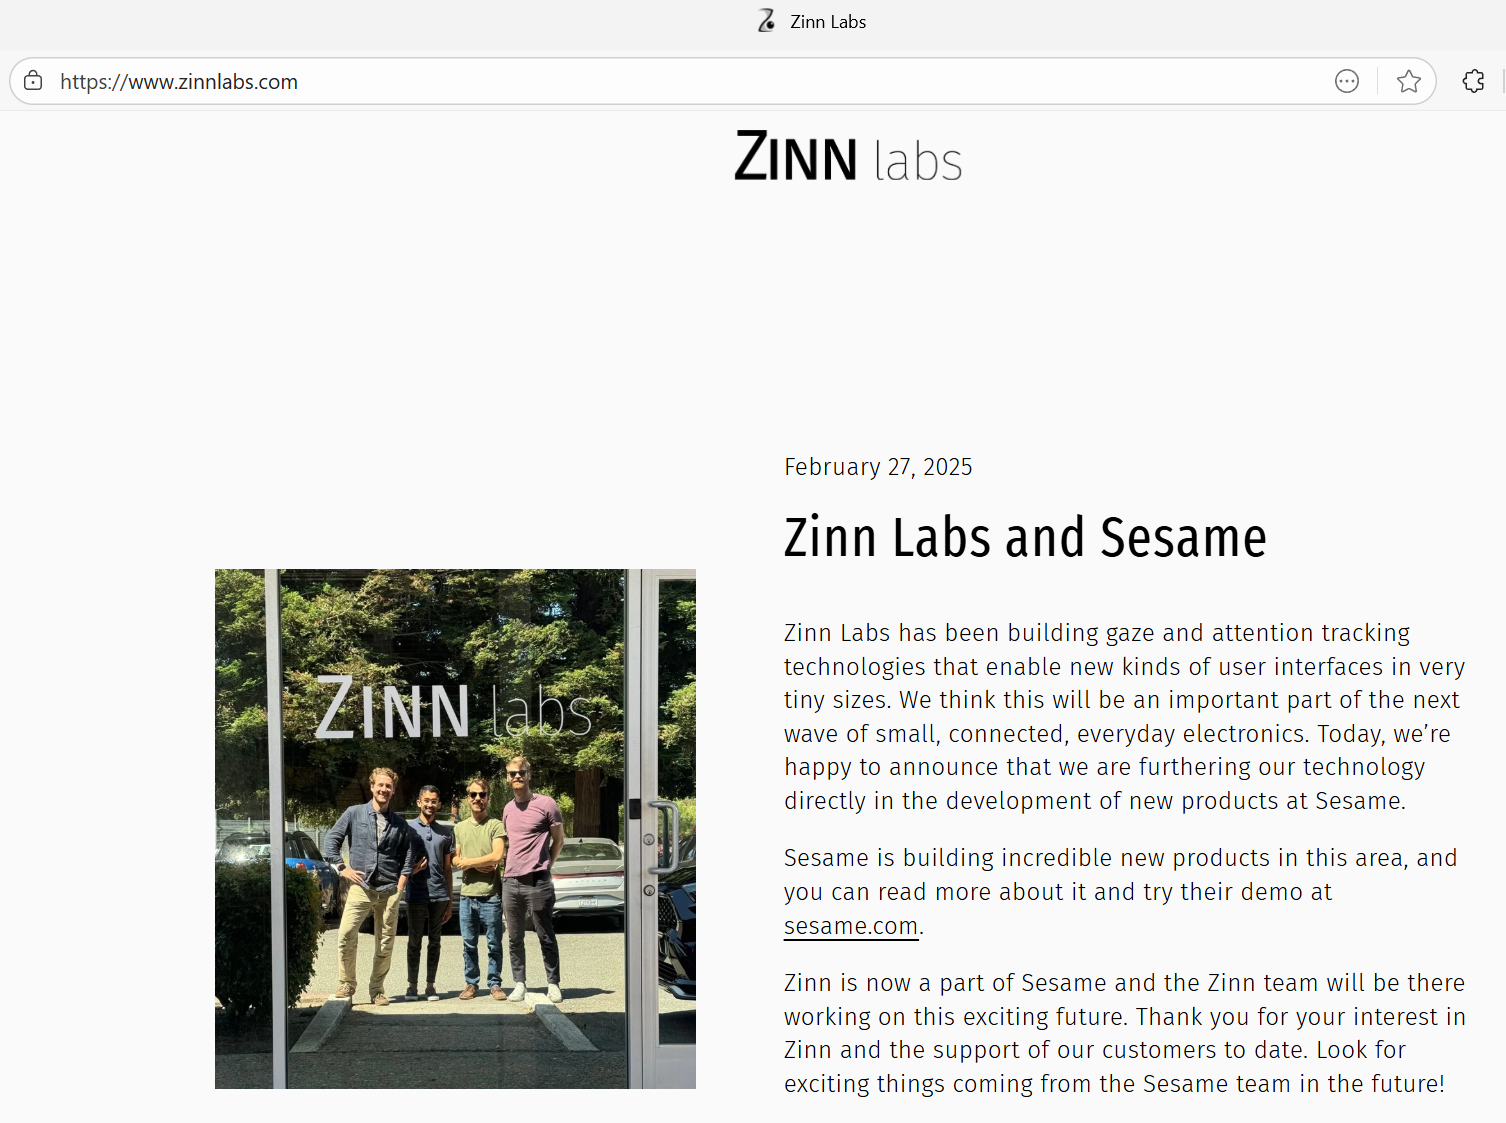 Zinn Labs
https://www.zinnlabs.com
ZINN labs
February 27, 2025
Zinn Labs and Sesame
ZINN labs
Zinn Labs has been building gaze and attention tracking
technologies that enable new kinds of user interfaces in very
tiny sizes. We think this will be an important part of the next
wave of small, connected, everyday electronics. Today, we’re
happy to announce that we are furthering our technology
directly in the development of new products at Sesame.
Sesame is building incredible new products in this area, and
you can read more about it and try their demo at
sesame.com.
Zinn is now a part of Sesame and the Zinn team will be there
working on this exciting future. Thank you for your interest in
Zinn and the support of our customers to date. Look for
exciting things coming from the Sesame team in the future!